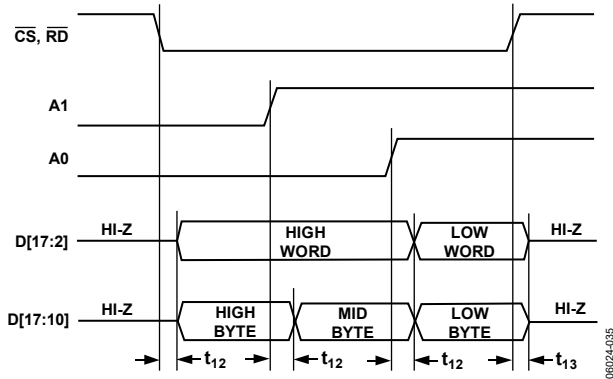 CS, RD
A1
A0
D[17:2] HI-Z HIGH WORD LOW WORD HI-Z
D[17:10] HI-Z HIGH BYTE MID BYTE LOW BYTE HI-Z
t12 t12 t12 t13
06024-035